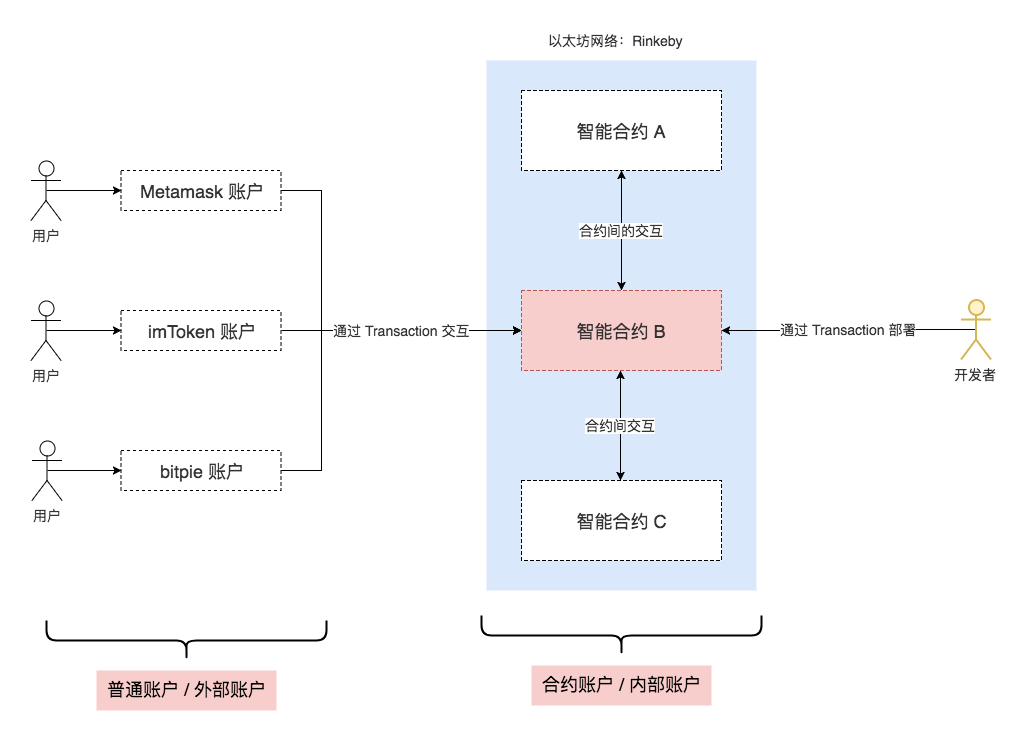 以太坊网络：Rinkeby
智能合约 A
Metamask 账户
用户
合约间的交互
imToken 账户
用户
通过 Transaction 交互
智能合约 B
通过 Transaction 部署
开发者
合约间交互
bitpie 账户
用户
智能合约 C
普通账户 / 外部账户
合约账户 / 内部账户